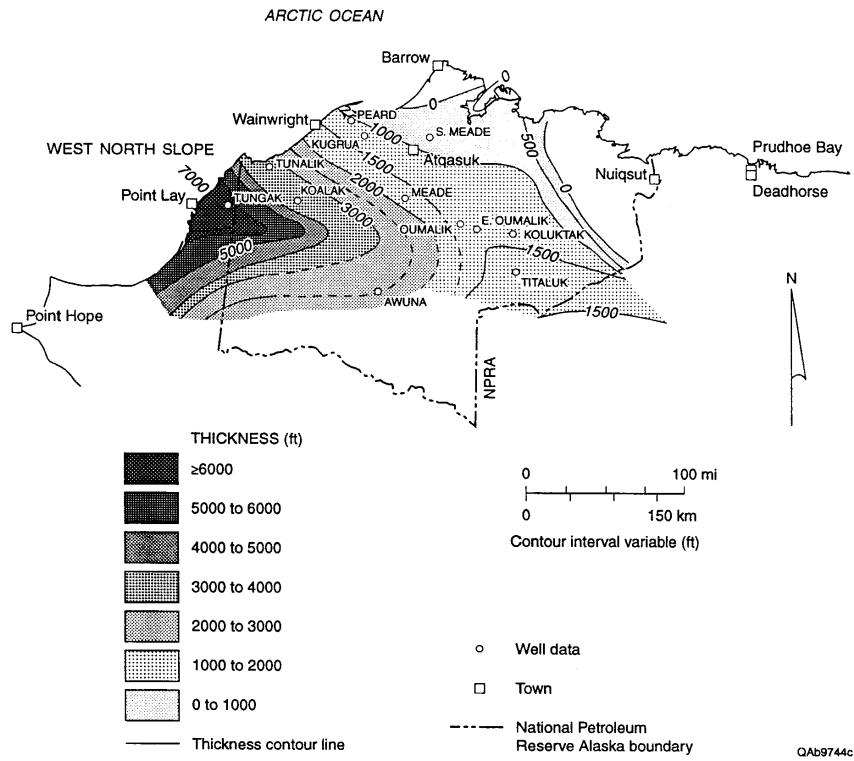 ARCTIC OCEAN
Barrow
0
0
PEARD
Wainwright
1000
S. MEADE
KUGRUA
Atqasuk
500
WEST NORTH SLOPE
1500
Prudhoe Bay
7000
TUNALIK
2000
0
Nuiqsut
Deadhorse
Point Lay
TUNGAK
KOALAK
MEADE
3000
OUMALIK
E. OUMALIK
KOLUKTAK
5000
1500
TITALUK
N
AWUNA
Point Hope
1500
NPRA
THICKNESS (ft)
≥6000
5000 to 6000
4000 to 5000
3000 to 4000
2000 to 3000
1000 to 2000
0 to 1000
Thickness contour line
0 100 mi
0 150 km
Contour interval variable (ft)
Well data
Town
National Petroleum
Reserve Alaska boundary
QAb9744c